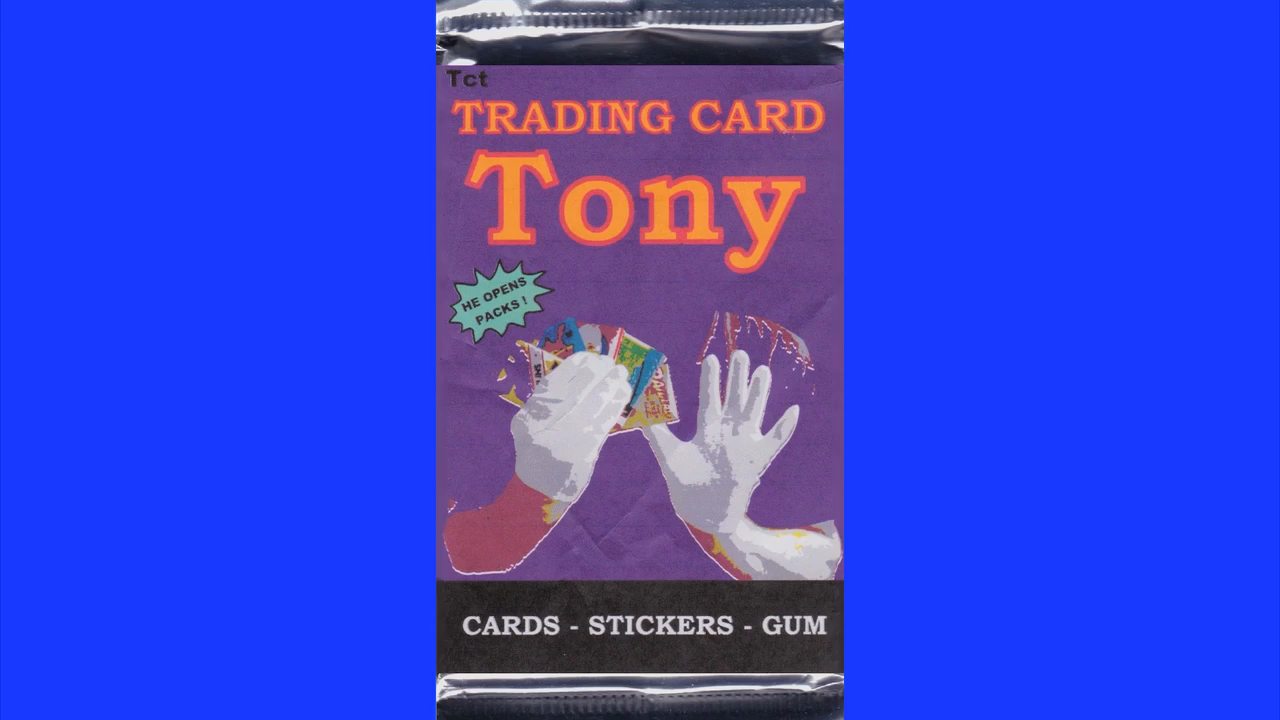 Tct
TRADING CARD
Tony
HE OPENS
PACKS !
CARDS - STICKERS - GUM